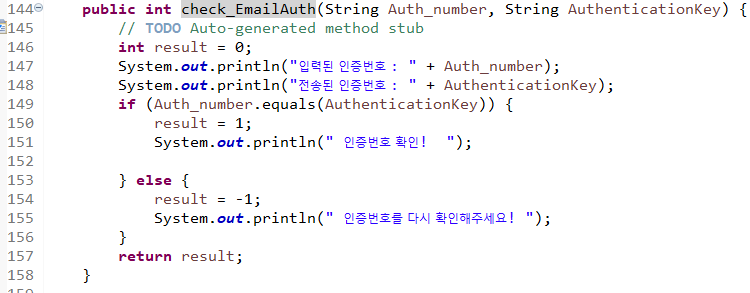 144 public int check_EmailAuth(String Auth_number, String AuthenticationKey) {
145 // TODO Auto-generated method stub
146 int result = 0;
147 System.out.println("입력된 인증번호 : " + Auth_number);
148 System.out.println("전송된 인증번호 : " + AuthenticationKey);
149 if (Auth_number.equals(AuthenticationKey)) {
150 result = 1;
151 System.out.println(" 인증번호 확인!  ");
152
153 } else {
154 result = -1;
155 System.out.println(" 인증번호를 다시 확인해주세요! ");
156 }
157 return result;
158 }